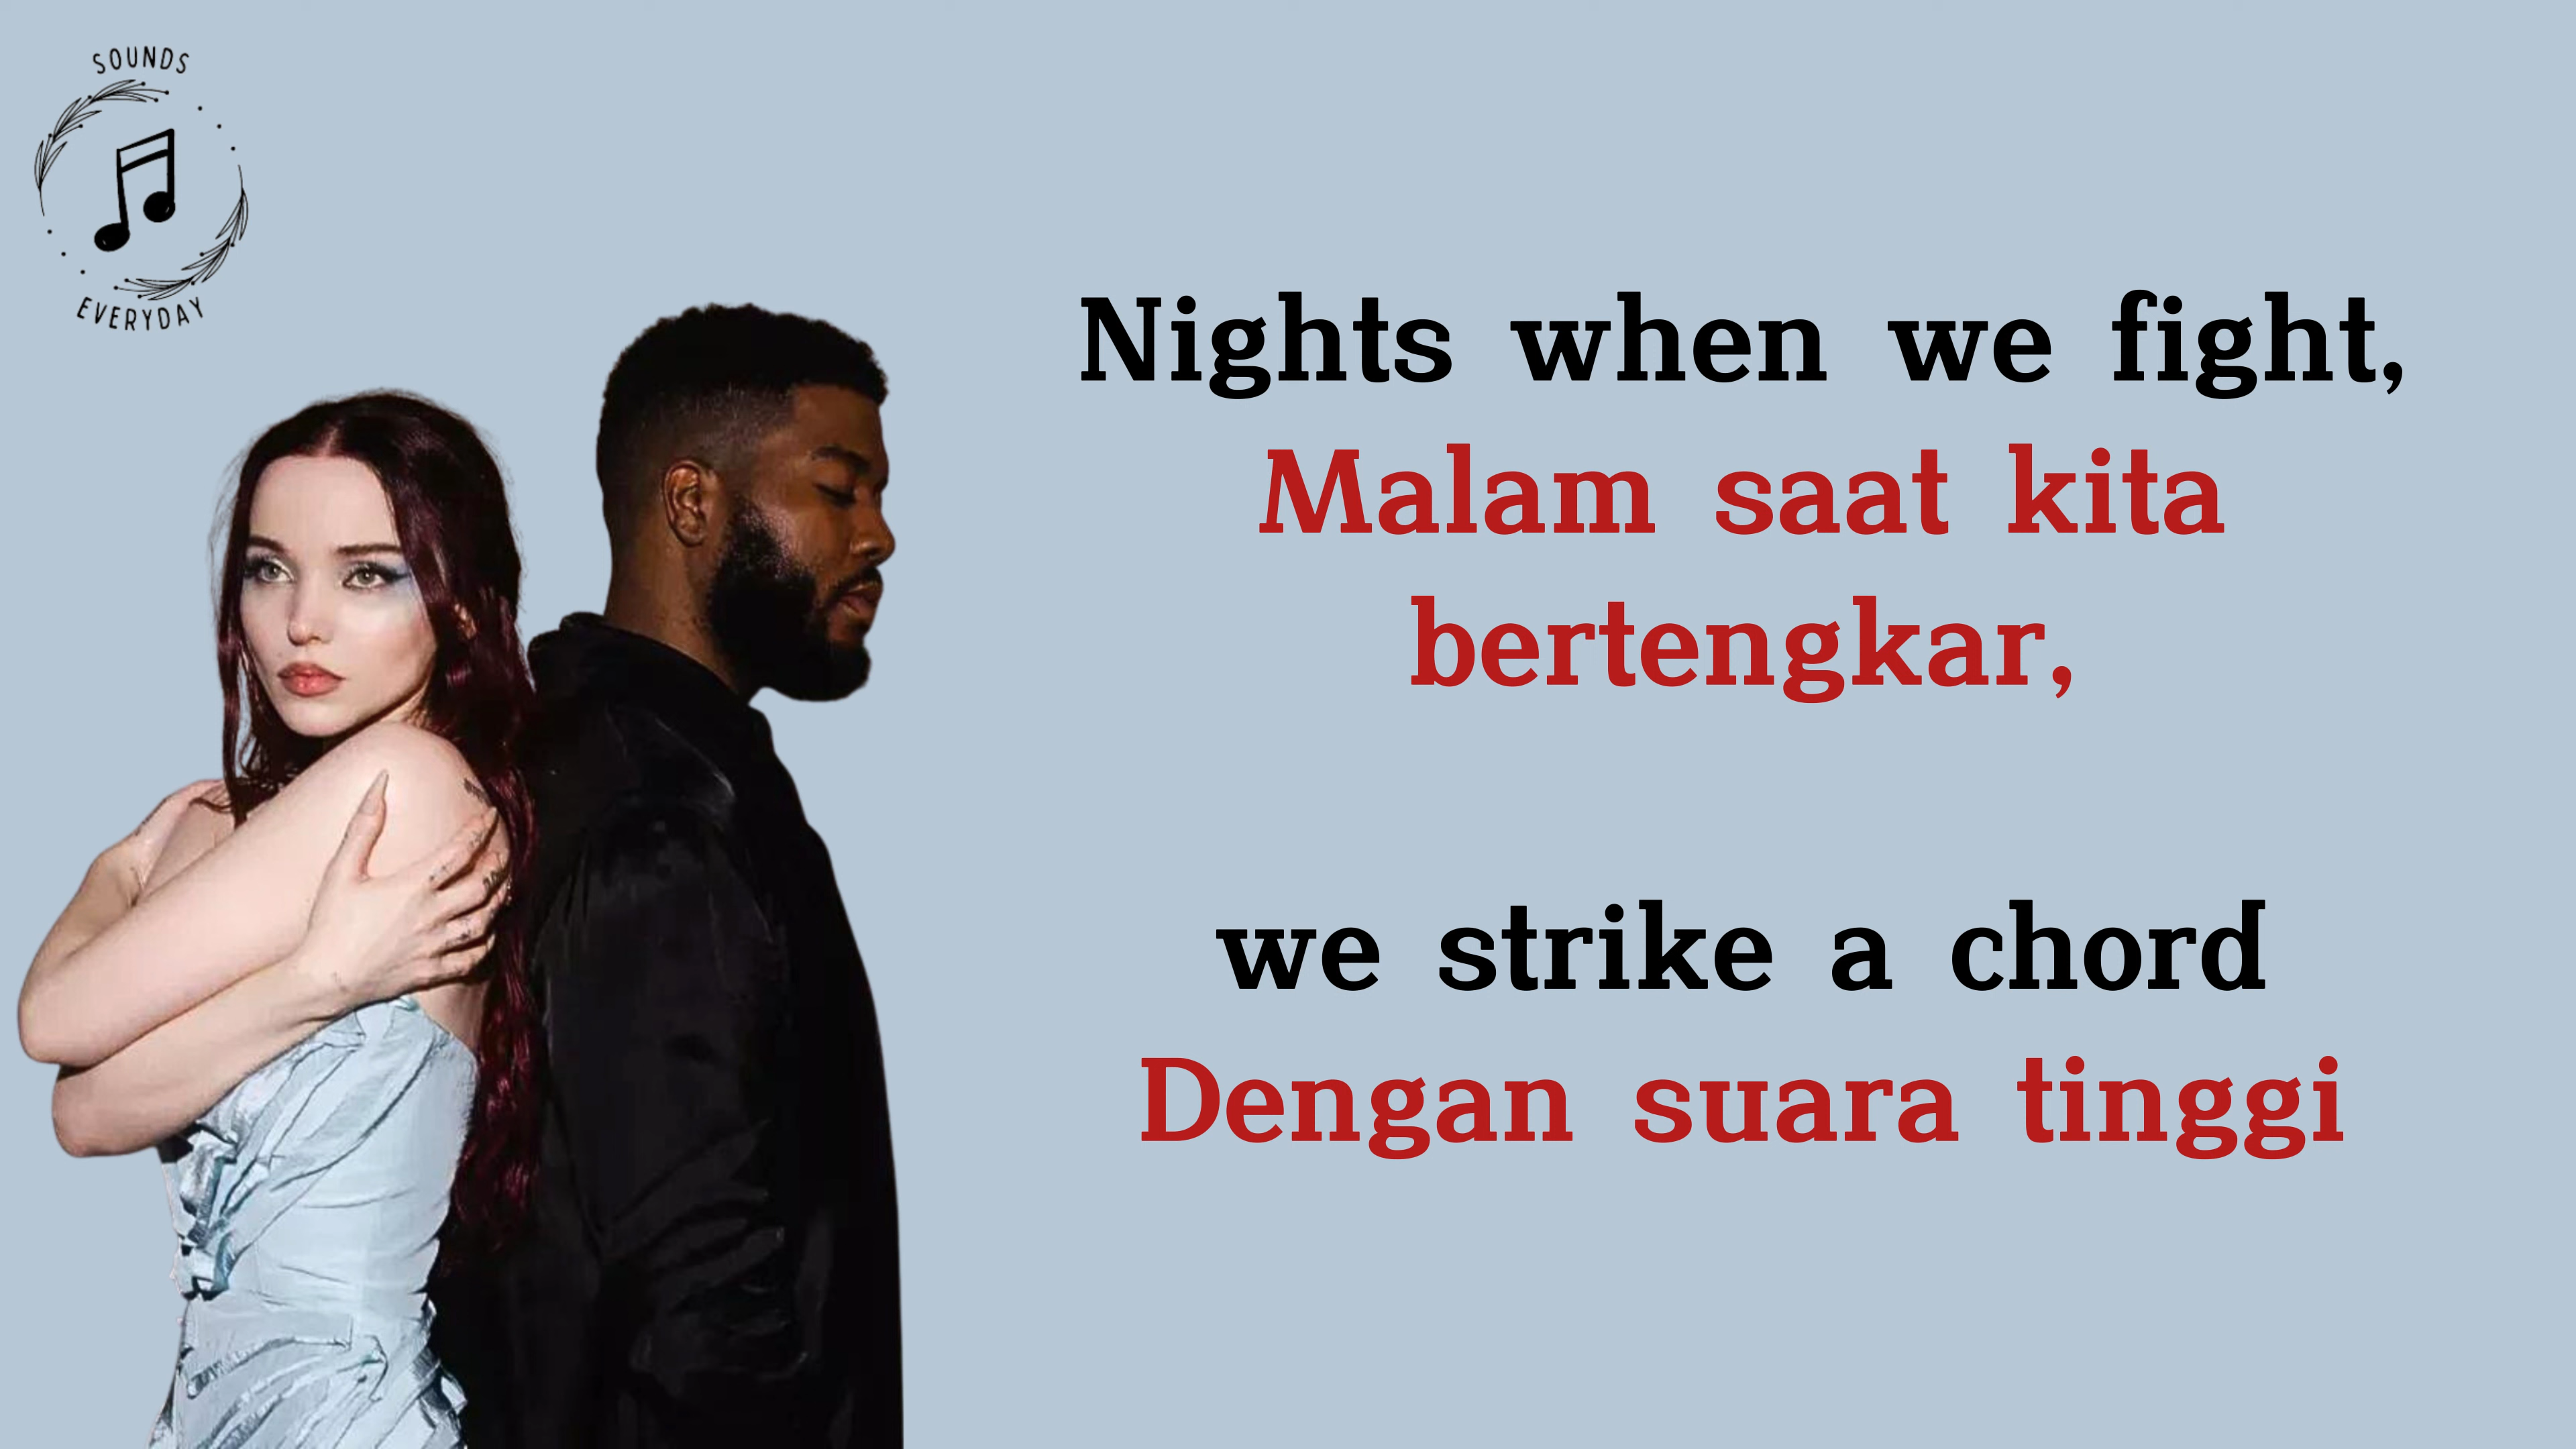 SOUNDS
EVERYDAY
Nights when we fight,
Malam saat kita
bertengkar,
we strike a chord
Dengan suara tinggi